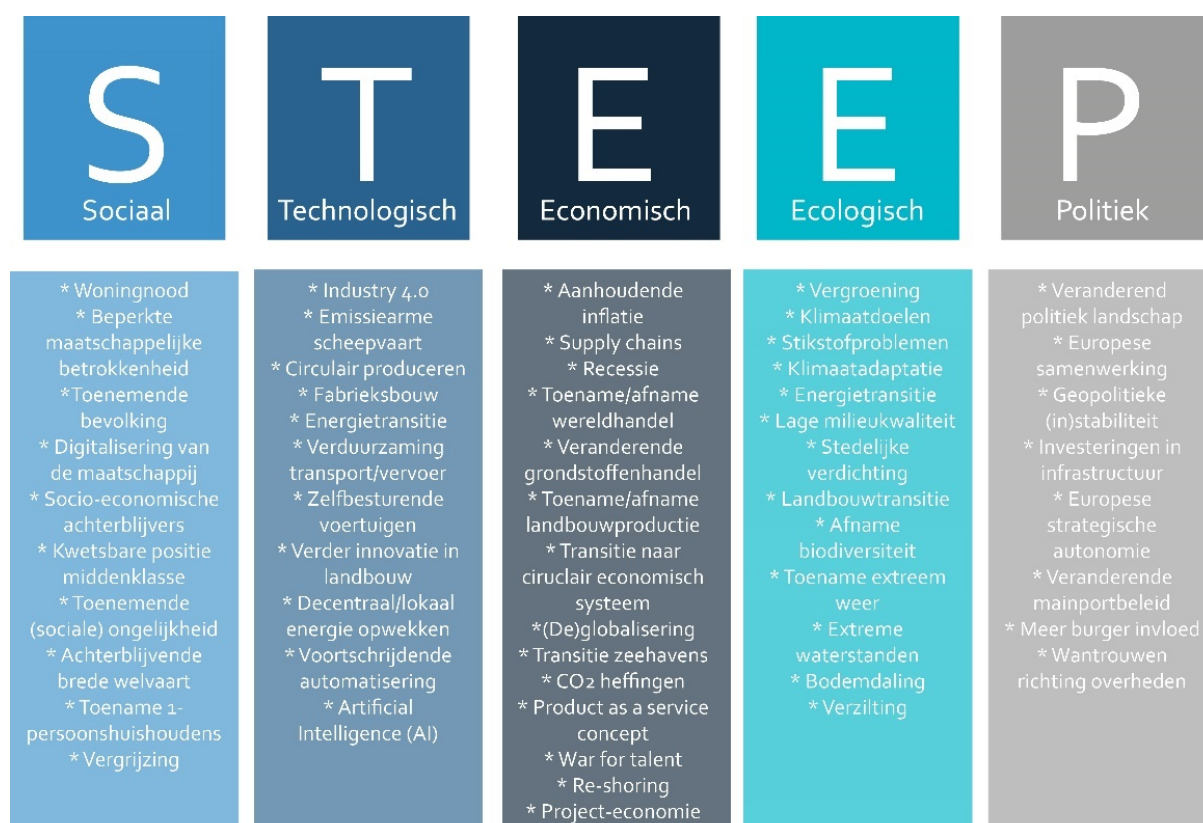 S
Sociaal
* Woningnood
* Beperkte
maatschappelijke
betrokkenheid
*Toenemende
bevolking
* Digitalisering van
de maatschappij
* Socio-economische
achterblijvers
* Kwetsbare positie
middenklasse
* Toenemende
(sociale) ongelijkheid
* Achterblijvende
brede welvaart
* Toename 1-
persoonshuishoudens
* Vergrijzing
T
Technologisch
* Industry 4.0
* Emissiearme
scheepvaart
* Circulair produceren
* Fabrieksbouw
* Energietransitie
* Verduurzaming
transport/vervoer
* Zelfbesturende
voertuigen
* Verder innovatie in
landbouw
* Decentraal/lokaal
energie opwekken
* Voortschrijdende
automatisering
* Artificial
Intelligence (AI)
E
Economisch
* Aanhoudende
inflatie
* Supply chains
* Recessie
* Toename/afname
wereldhandel
* Veranderende
grondstoffenhandel
* Toename/afname
landbouwproductie
* Transitie naar
ciruclair economisch
systeem
*(De)globalisering
* Transitie zeehavens
* CO2 heffingen
* Product as a service
concept
* War for talent
* Re-shoring
* Project-economie
E
Ecologisch
* Vergroening
* Klimaatdoelen
* Stikstofproblemen
* Klimaatadaptatie
* Energietransitie
* Lage milieukwaliteit
* Stedelijke
verdichting
* Landbouwtransitie
* Afname
biodiversiteit
* Toename extreem
weer
* Extreme
waterstanden
* Bodemdaling
* Verzilting
P
Politiek
* Veranderend
politiek landschap
* Europese
samenwerking
* Geopolitieke
(in)stabiliteit
* Investeringen in
infrastructuur
* Europese
strategische
autonomie
* Veranderende
mainportbeleid
* Meer burger invloed
* Wantrouwen
richting overheden